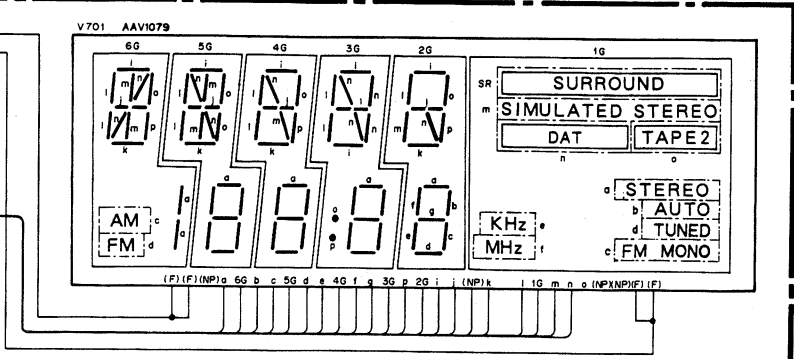 V701 AAV1079
6G 5G 4G 3G 2G 1G
SR SURROUND
m SIMULATED STEREO
DAT TAPE2
n o
a STEREO
b AUTO
d TUNED
c FM MONO
AM c
FM d
KHz e
MHz f
a a a a
f b
g
e c
d
o
p
(F) (F) (NP) a 6G b c 5G d e 4G f g 3G p 2G i j (NP) k l 1G m n o (NP)(NP)(F) (F)